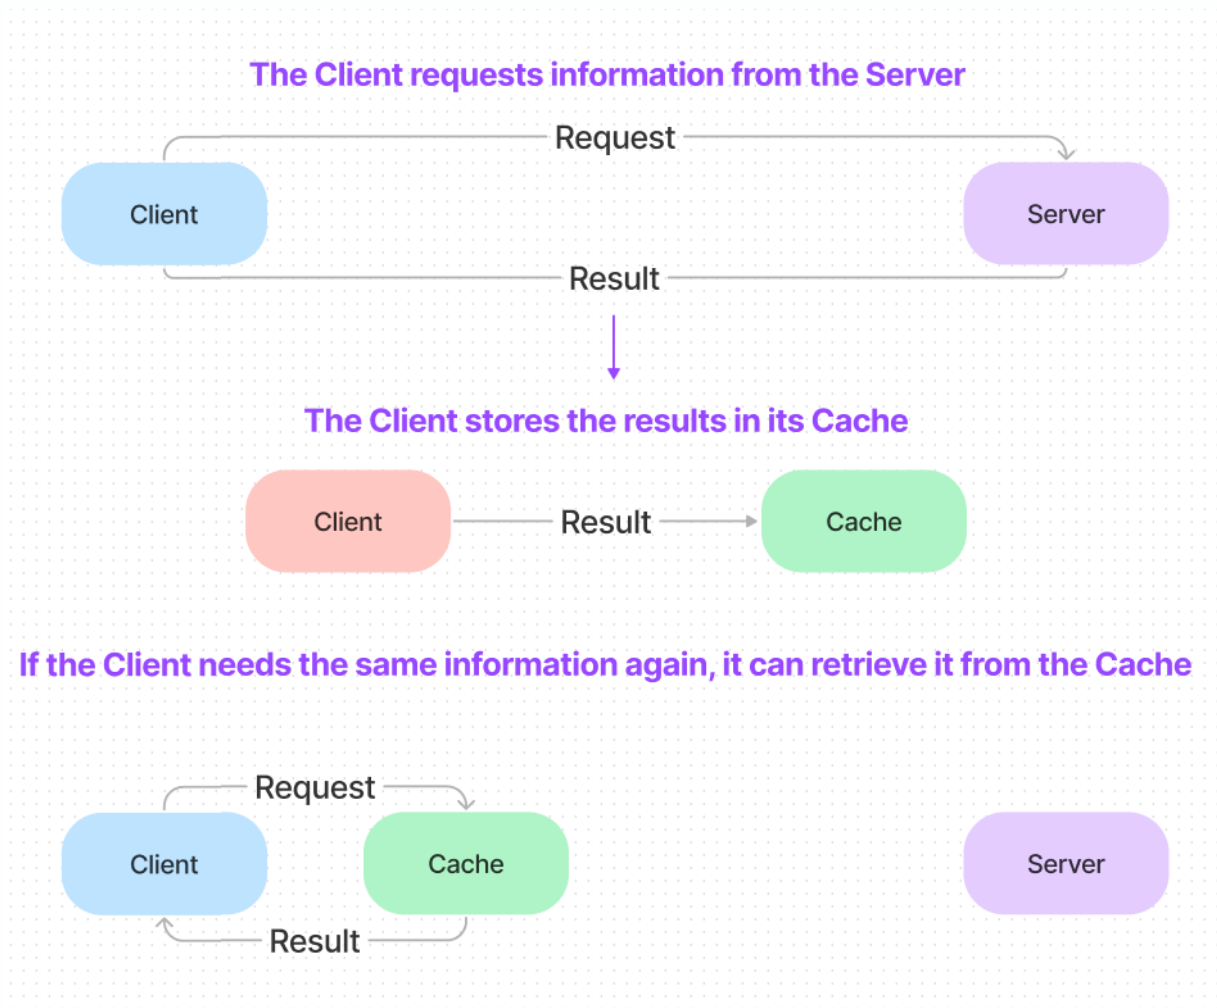 The Client requests information from the Server
Request
Client
Server
Result
The Client stores the results in its Cache
Client
Result
Cache
If the Client needs the same information again, it can retrieve it from the Cache
Request
Client
Cache
Server
Result